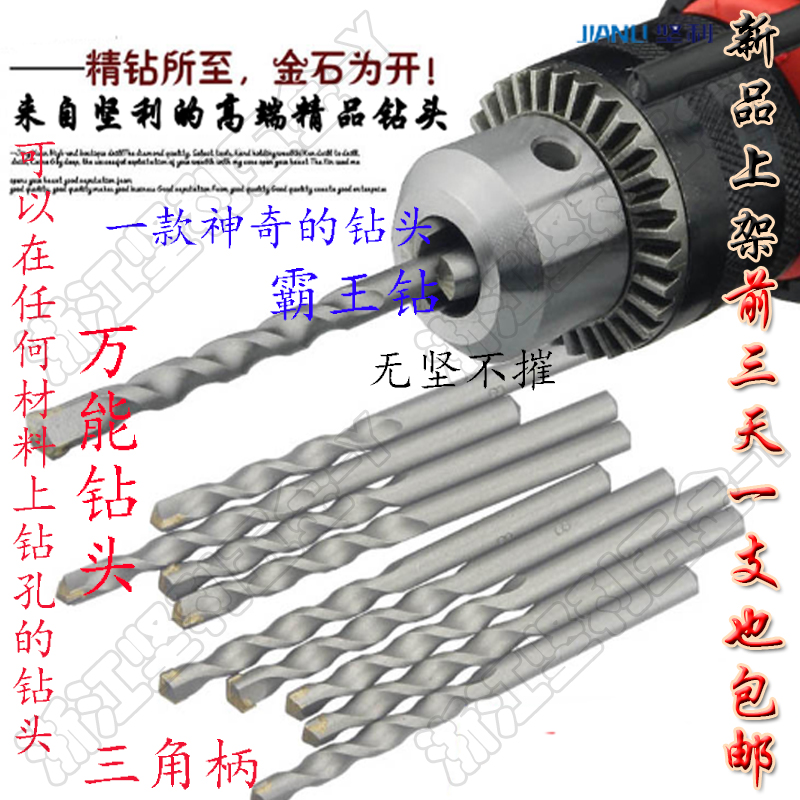 JIANLI 坚利
精钻所至，金石为开！
来自坚利的高端精品钻头
可以在任何材料上钻孔的钻头
一款神奇的钻头
霸王钻
万能钻头
无坚不摧
三角柄
新品上架前三天一支也包邮